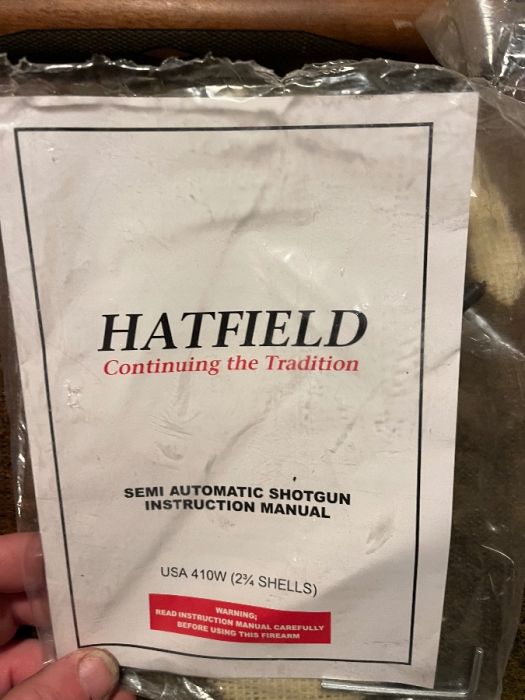 HATFIELD
Continuing the Tradition
SEMI AUTOMATIC SHOTGUN
INSTRUCTION MANUAL
USA 410W (2¾ SHELLS)
WARNING;
READ INSTRUCTION MANUAL CAREFULLY
BEFORE USING THIS FIREARM